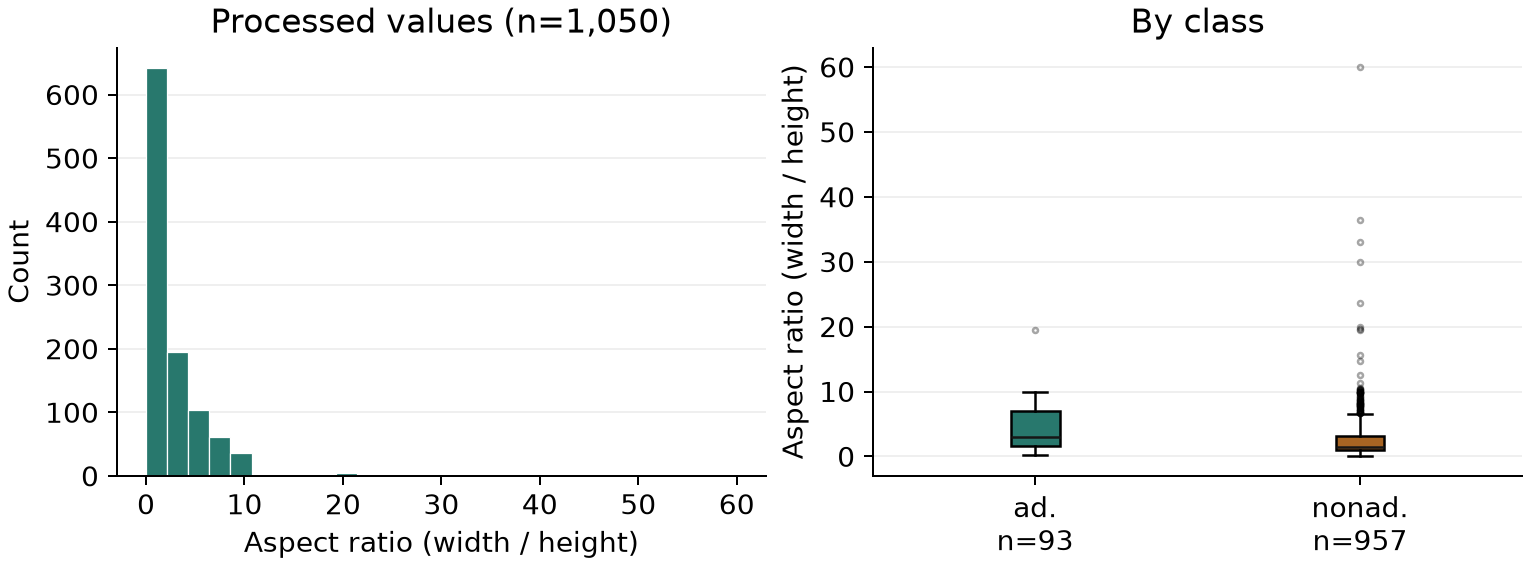 Processed values (n=1,050)
Count
600
500
400
300
200
100
0
0 10 20 30 40 50 60
Aspect ratio (width / height)
By class
Aspect ratio (width / height)
60
50
40
30
20
10
0
ad. nonad.
n=93 n=957